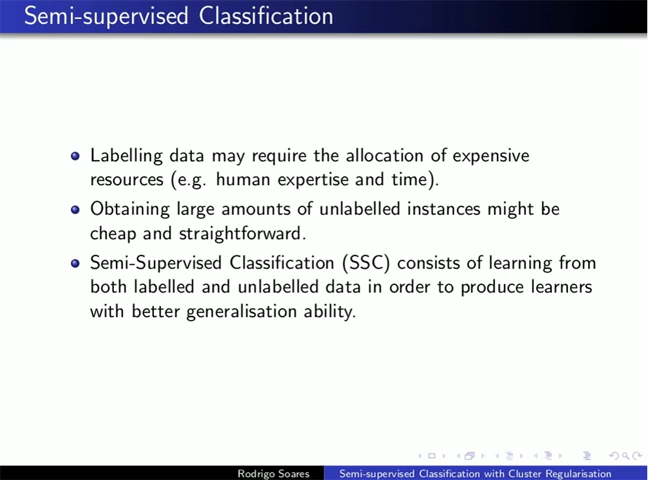 Semi-supervised Classification
Labelling data may require the allocation of expensive
resources (e.g. human expertise and time).
Obtaining large amounts of unlabelled instances might be
cheap and straightforward.
Semi-Supervised Classification (SSC) consists of learning from
both labelled and unlabelled data in order to produce learners
with better generalisation ability.
Rodrigo Soares Semi-supervised Classification with Cluster Regularisation